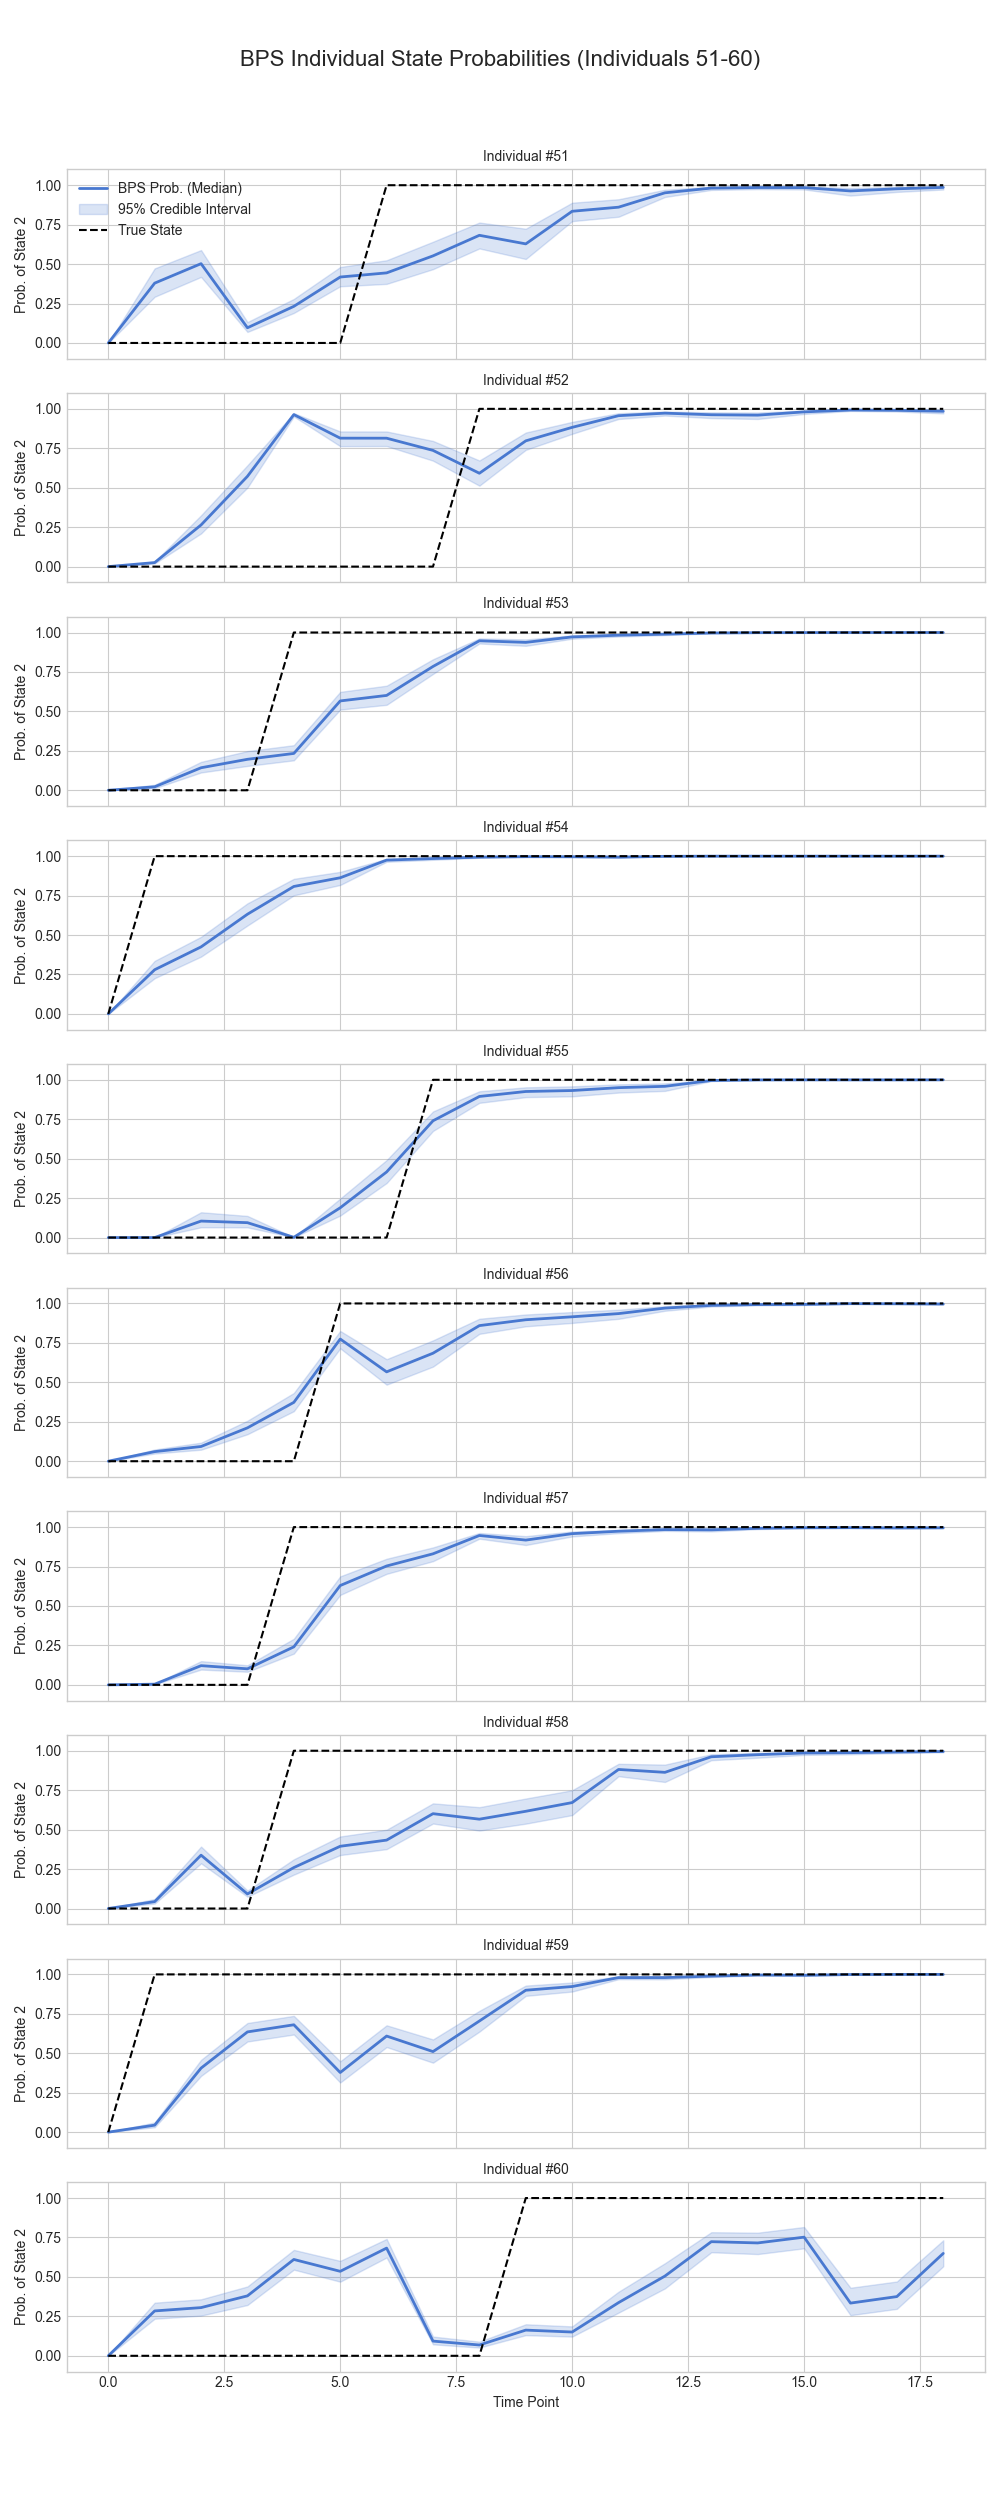 BPS Individual State Probabilities (Individuals 51-60)
Individual #51
Prob. of State 2
1.00
0.75
0.50
0.25
0.00
BPS Prob. (Median)
95% Credible Interval
True State
Individual #52
Prob. of State 2
1.00
0.75
0.50
0.25
0.00
Individual #53
Prob. of State 2
1.00
0.75
0.50
0.25
0.00
Individual #54
Prob. of State 2
1.00
0.75
0.50
0.25
0.00
Individual #55
Prob. of State 2
1.00
0.75
0.50
0.25
0.00
Individual #56
Prob. of State 2
1.00
0.75
0.50
0.25
0.00
Individual #57
Prob. of State 2
1.00
0.75
0.50
0.25
0.00
Individual #58
Prob. of State 2
1.00
0.75
0.50
0.25
0.00
Individual #59
Prob. of State 2
1.00
0.75
0.50
0.25
0.00
Individual #60
Prob. of State 2
1.00
0.75
0.50
0.25
0.00
0.0 2.5 5.0 7.5 10.0 12.5 15.0 17.5
Time Point